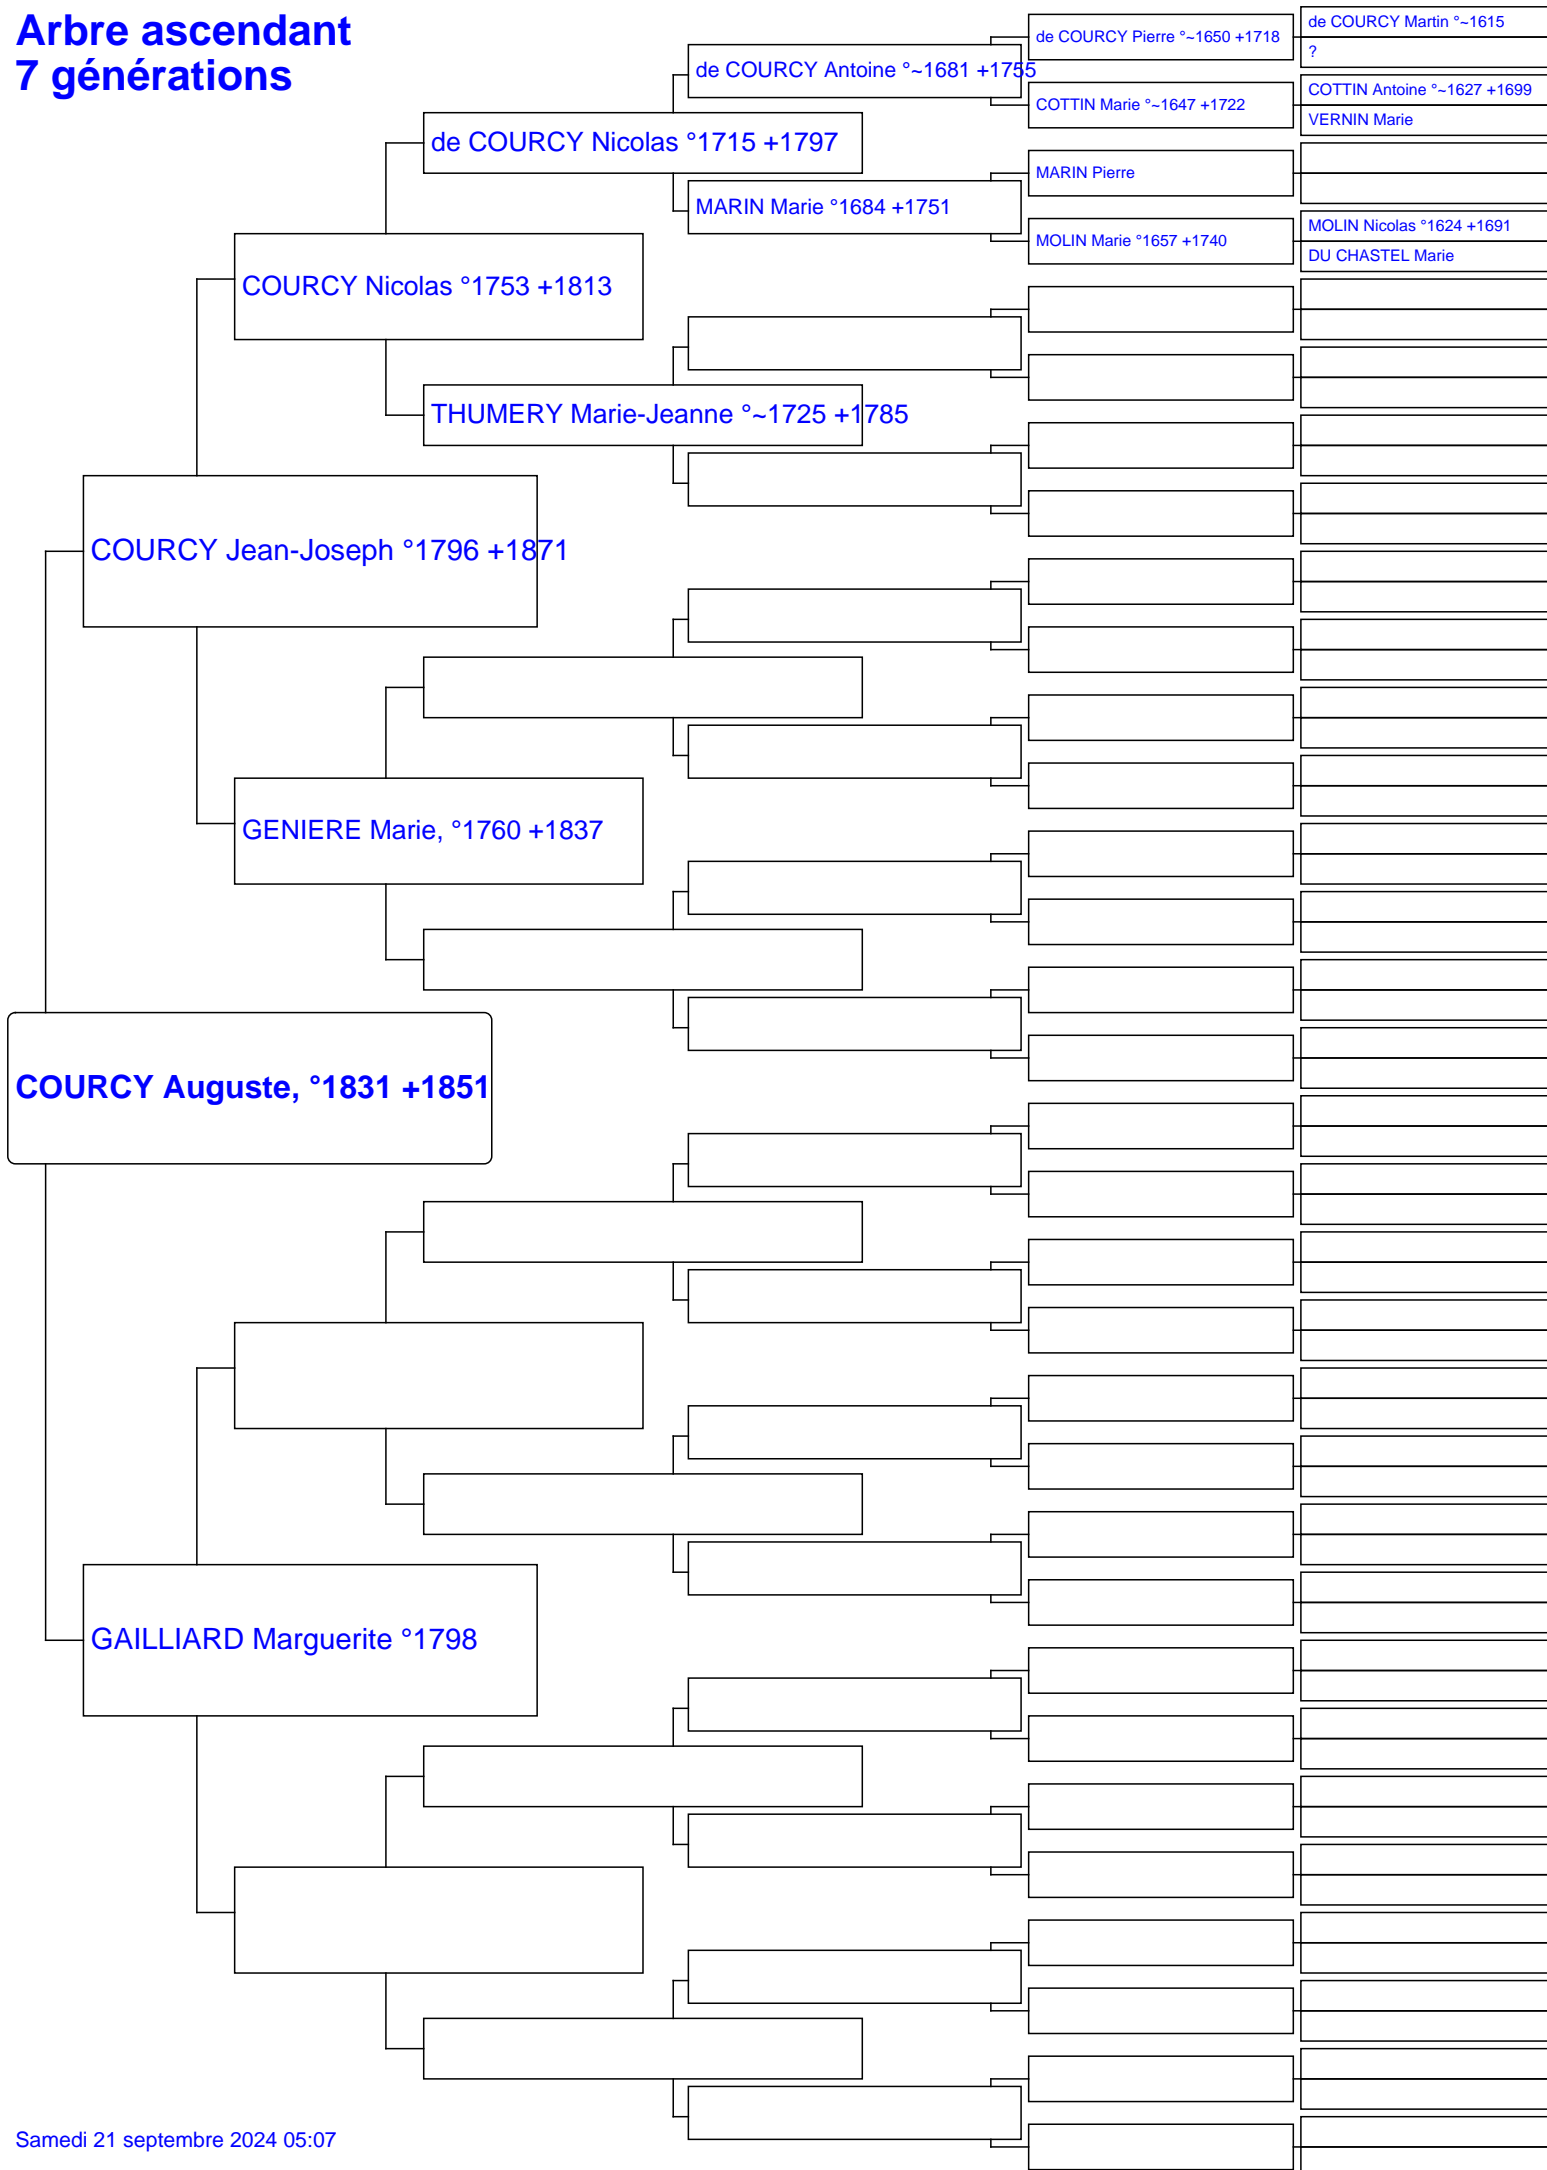 Arbre ascendant
7 générations
de COURCY Martin °~1615
de COURCY Pierre °~1650 +1718
?
de COURCY Antoine °~1681 +1755
COTTIN Antoine °~1627 +1699
COTTIN Marie °~1647 +1722
VERNIN Marie
de COURCY Nicolas °1715 +1797
MARIN Pierre
MARIN Marie °1684 +1751
MOLIN Nicolas °1624 +1691
MOLIN Marie °1657 +1740
DU CHASTEL Marie
COURCY Nicolas °1753 +1813
THUMERY Marie-Jeanne °~1725 +1785
COURCY Jean-Joseph °1796 +1871
GENIERE Marie, °1760 +1837
COURCY Auguste, °1831 +1851
GAILLIARD Marguerite °1798
Samedi 21 septembre 2024 05:07